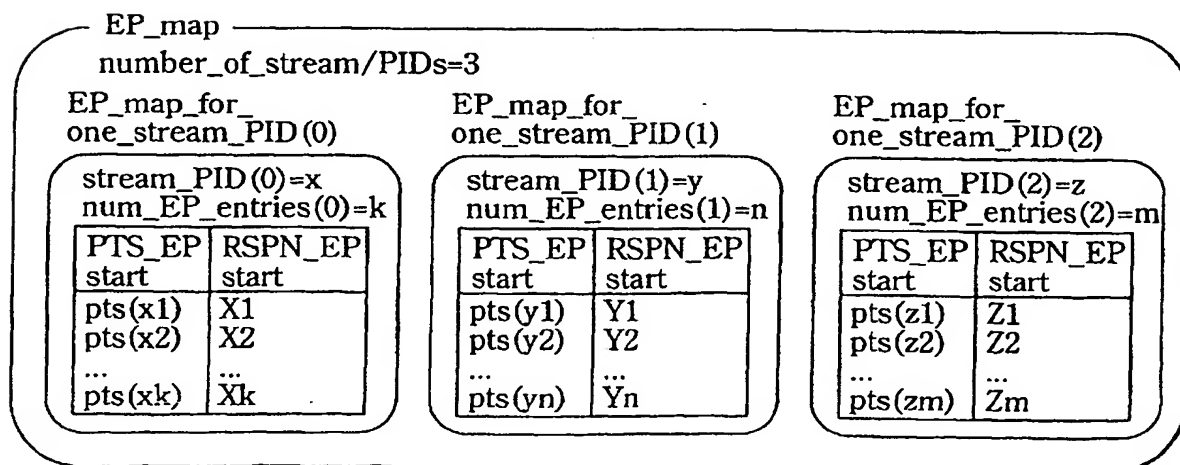 EP_map
number_of_stream/PIDs=3
EP_map_for_
one_stream_PID(0)
stream_PID(0)=x
num_EP_entries(0)=k
PTS_EP RSPN_EP
start start
pts(x1) X1
pts(x2) X2
... ...
pts(xk) Xk
EP_map_for_
one_stream_PID(1)
stream_PID(1)=y
num_EP_entries(1)=n
PTS_EP RSPN_EP
start start
pts(y1) Y1
pts(y2) Y2
... ...
pts(yn) Yn
EP_map_for_
one_stream_PID(2)
stream_PID(2)=z
num_EP_entries(2)=m
PTS_EP RSPN_EP
start start
pts(z1) Z1
pts(z2) Z2
... ...
pts(zm) Zm